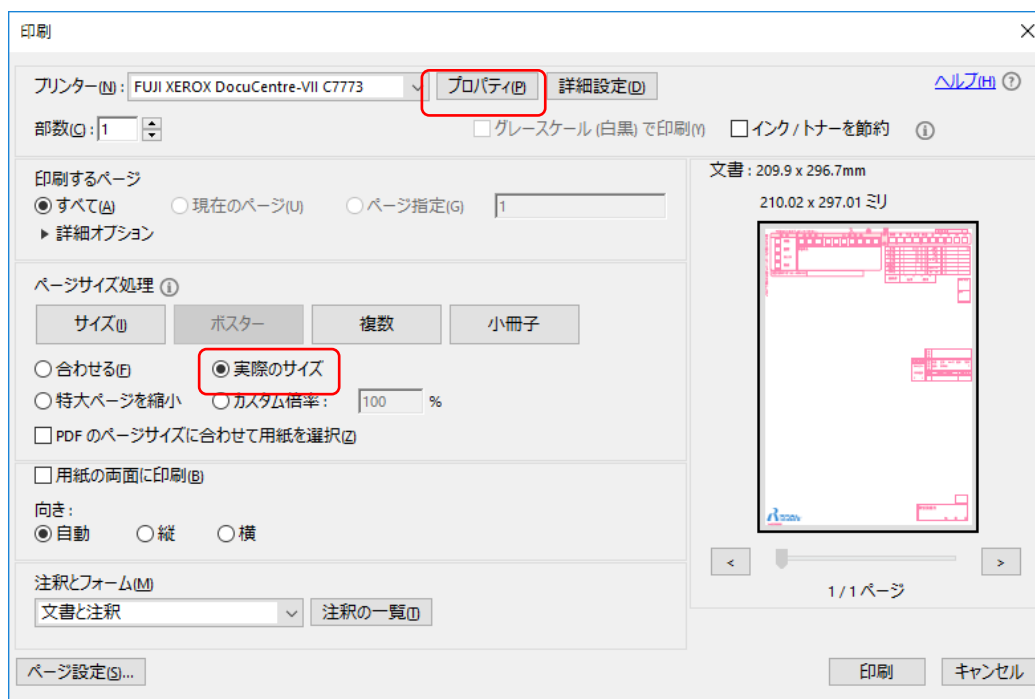 印刷
プリンター(N): FUJI XEROX DocuCentre-VII C7773 プロパティ(P) 詳細設定(D) ヘルプ(H)
部数(C): 1 グレースケール (白黒) で印刷(Y) インク / トナーを節約
印刷するページ
すべて(A) 現在のページ(U) ページ指定(G) 1
詳細オプション
ページサイズ処理
サイズ(I) ポスター 複数 小冊子
合わせる(F) 実際のサイズ
特大ページを縮小 カスタム倍率: 100 %
PDF のページサイズに合わせて用紙を選択(Z)
用紙の両面に印刷(B)
向き:
自動 縦 横
注釈とフォーム(M)
文書と注釈 注釈の一覧(T)
文書: 209.9 x 296.7mm
210.02 x 297.01 ミリ
< >
1 / 1 ページ
ページ設定(S)... 印刷 キャンセル